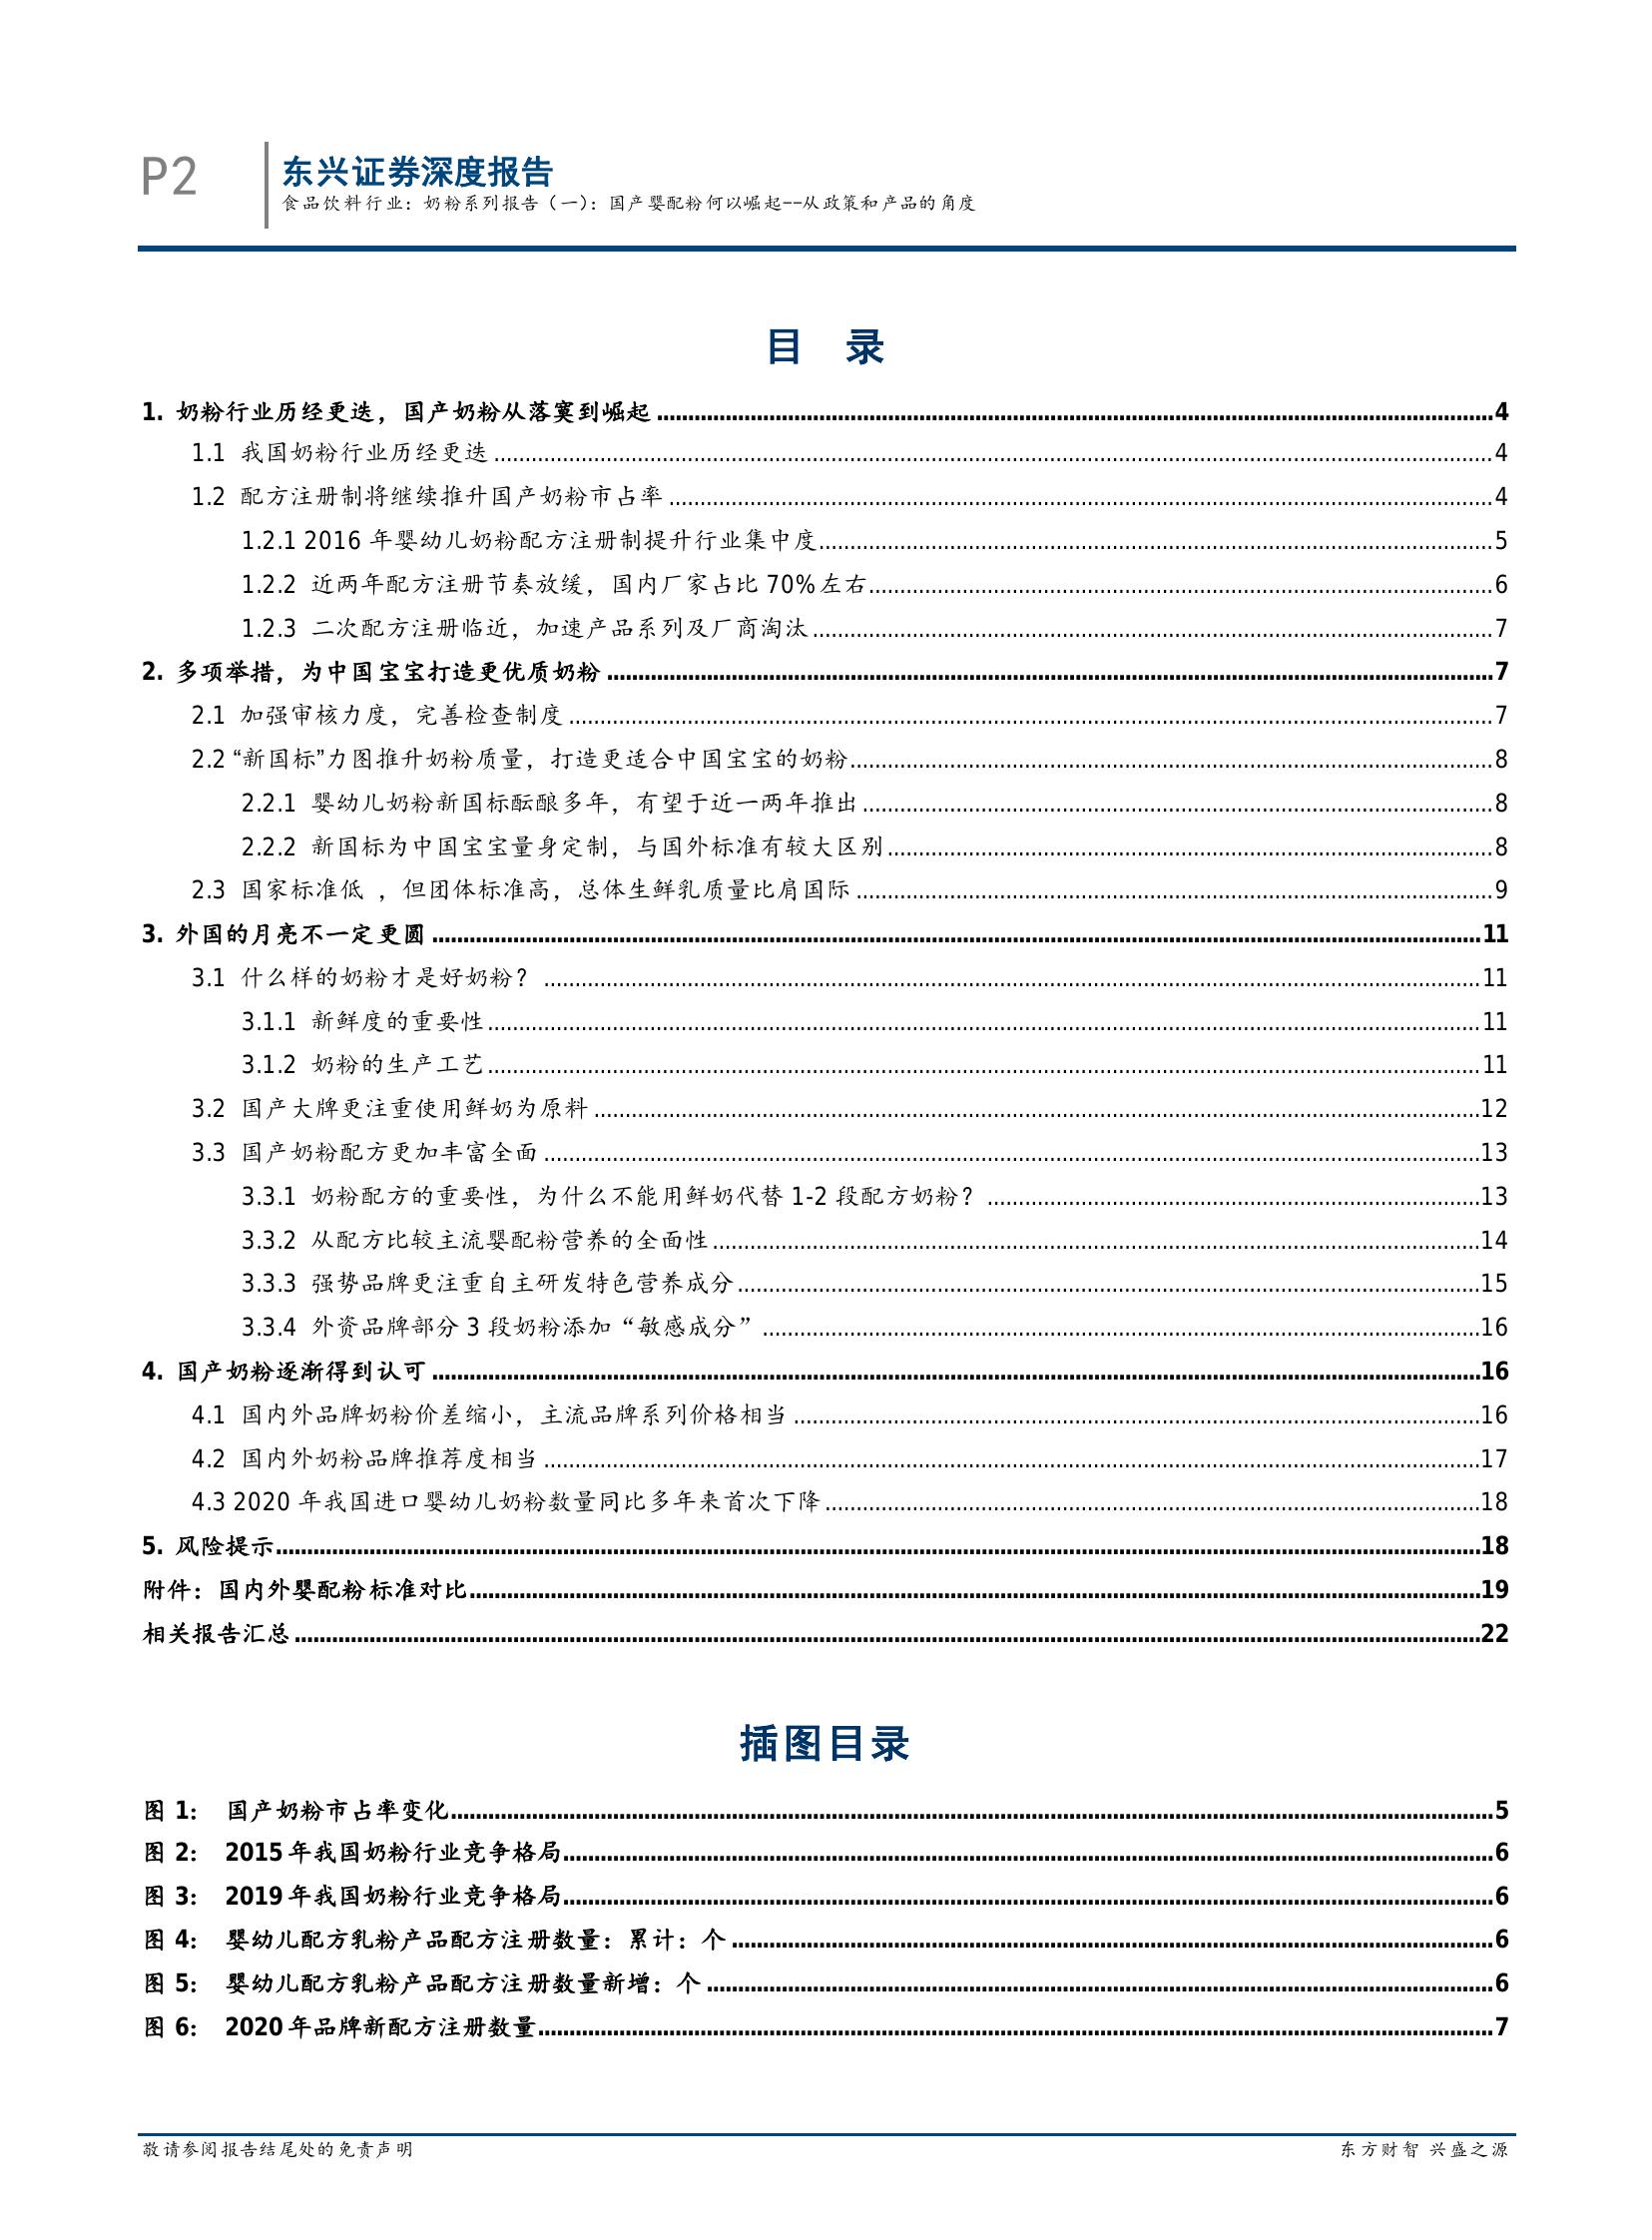 P2
东兴证券深度报告
食品饮料行业：奶粉系列报告（一）：国产婴配粉何以崛起--从政策和产品的角度
目 录
1. 奶粉行业历经更迭，国产奶粉从落寞到崛起 4
1.1 我国奶粉行业历经更迭 4
1.2 配方注册制将继续推升国产奶粉市占率 4
1.2.1 2016 年婴幼儿奶粉配方注册制提升行业集中度 5
1.2.2 近两年配方注册节奏放缓，国内厂家占比 70%左右 6
1.2.3 二次配方注册临近，加速产品系列及厂商淘汰 7
2. 多项举措，为中国宝宝打造更优质奶粉 7
2.1 加强审核力度，完善检查制度 7
2.2 “新国标”力图推升奶粉质量，打造更适合中国宝宝的奶粉 8
2.2.1 婴幼儿奶粉新国标酝酿多年，有望于近一两年推出 8
2.2.2 新国标为中国宝宝量身定制，与国外标准有较大区别 8
2.3 国家标准低 ，但团体标准高，总体生鲜乳质量比肩国际 9
3. 外国的月亮不一定更圆 11
3.1 什么样的奶粉才是好奶粉？ 11
3.1.1 新鲜度的重要性 11
3.1.2 奶粉的生产工艺 11
3.2 国产大牌更注重使用鲜奶为原料 12
3.3 国产奶粉配方更加丰富全面 13
3.3.1 奶粉配方的重要性，为什么不能用鲜奶代替 1-2 段配方奶粉？ 13
3.3.2 从配方比较主流婴配粉营养的全面性 14
3.3.3 强势品牌更注重自主研发特色营养成分 15
3.3.4 外资品牌部分 3 段奶粉添加“敏感成分” 16
4. 国产奶粉逐渐得到认可 16
4.1 国内外品牌奶粉价差缩小，主流品牌系列价格相当 16
4.2 国内外奶粉品牌推荐度相当 17
4.3 2020 年我国进口婴幼儿奶粉数量同比多年来首次下降 18
5. 风险提示 18
附件：国内外婴配粉标准对比 19
相关报告汇总 22
插图目录
图 1： 国产奶粉市占率变化 5
图 2： 2015 年我国奶粉行业竞争格局 6
图 3： 2019 年我国奶粉行业竞争格局 6
图 4： 婴幼儿配方乳粉产品配方注册数量：累计：个 6
图 5： 婴幼儿配方乳粉产品配方注册数量新增：个 6
图 6： 2020 年品牌新配方注册数量 7
敬请参阅报告结尾处的免责声明
东方财智 兴盛之源